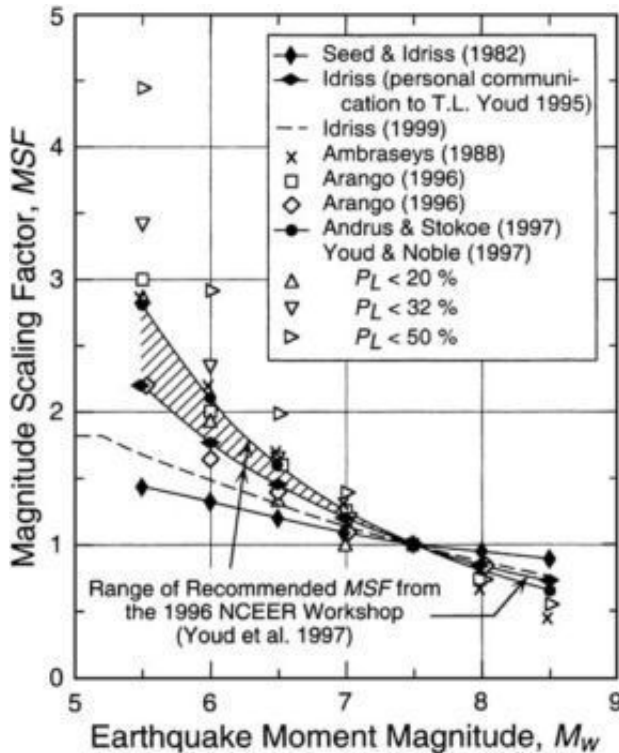 5
4
3
2
1
0
Magnitude Scaling Factor, MSF
Seed & Idriss (1982)
Idriss (personal communi-
cation to T.L. Youd 1995)
Idriss (1999)
Ambraseys (1988)
Arango (1996)
Arango (1996)
Andrus & Stokoe (1997)
Youd & Noble (1997)
PL < 20 %
PL < 32 %
PL < 50 %
Range of Recommended MSF from
the 1996 NCEER Workshop
(Youd et al. 1997)
5 6 7 8 9
Earthquake Moment Magnitude, Mw